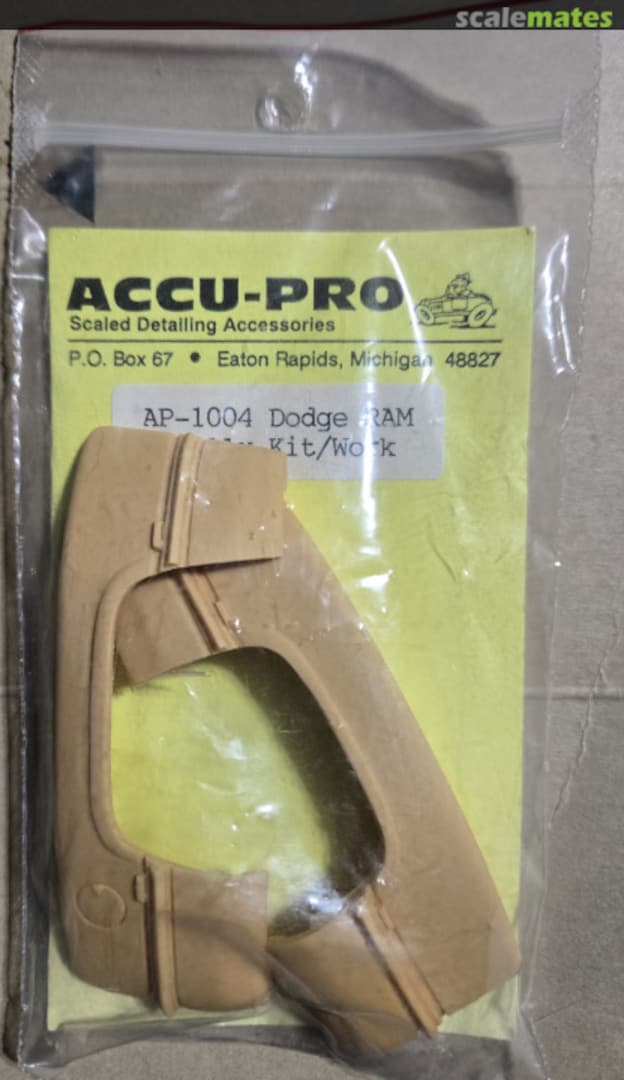 scalemates
ACCU-PRO
Scaled Detailing Accessories
P.O. Box 67 • Eaton Rapids, Michigan 48827
AP-1004 Dodge RAM
Kit/Work